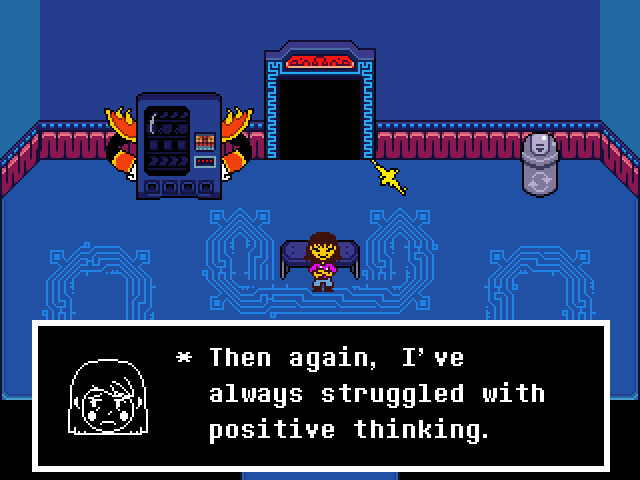 * Then again, I've
always struggled with
positive thinking.